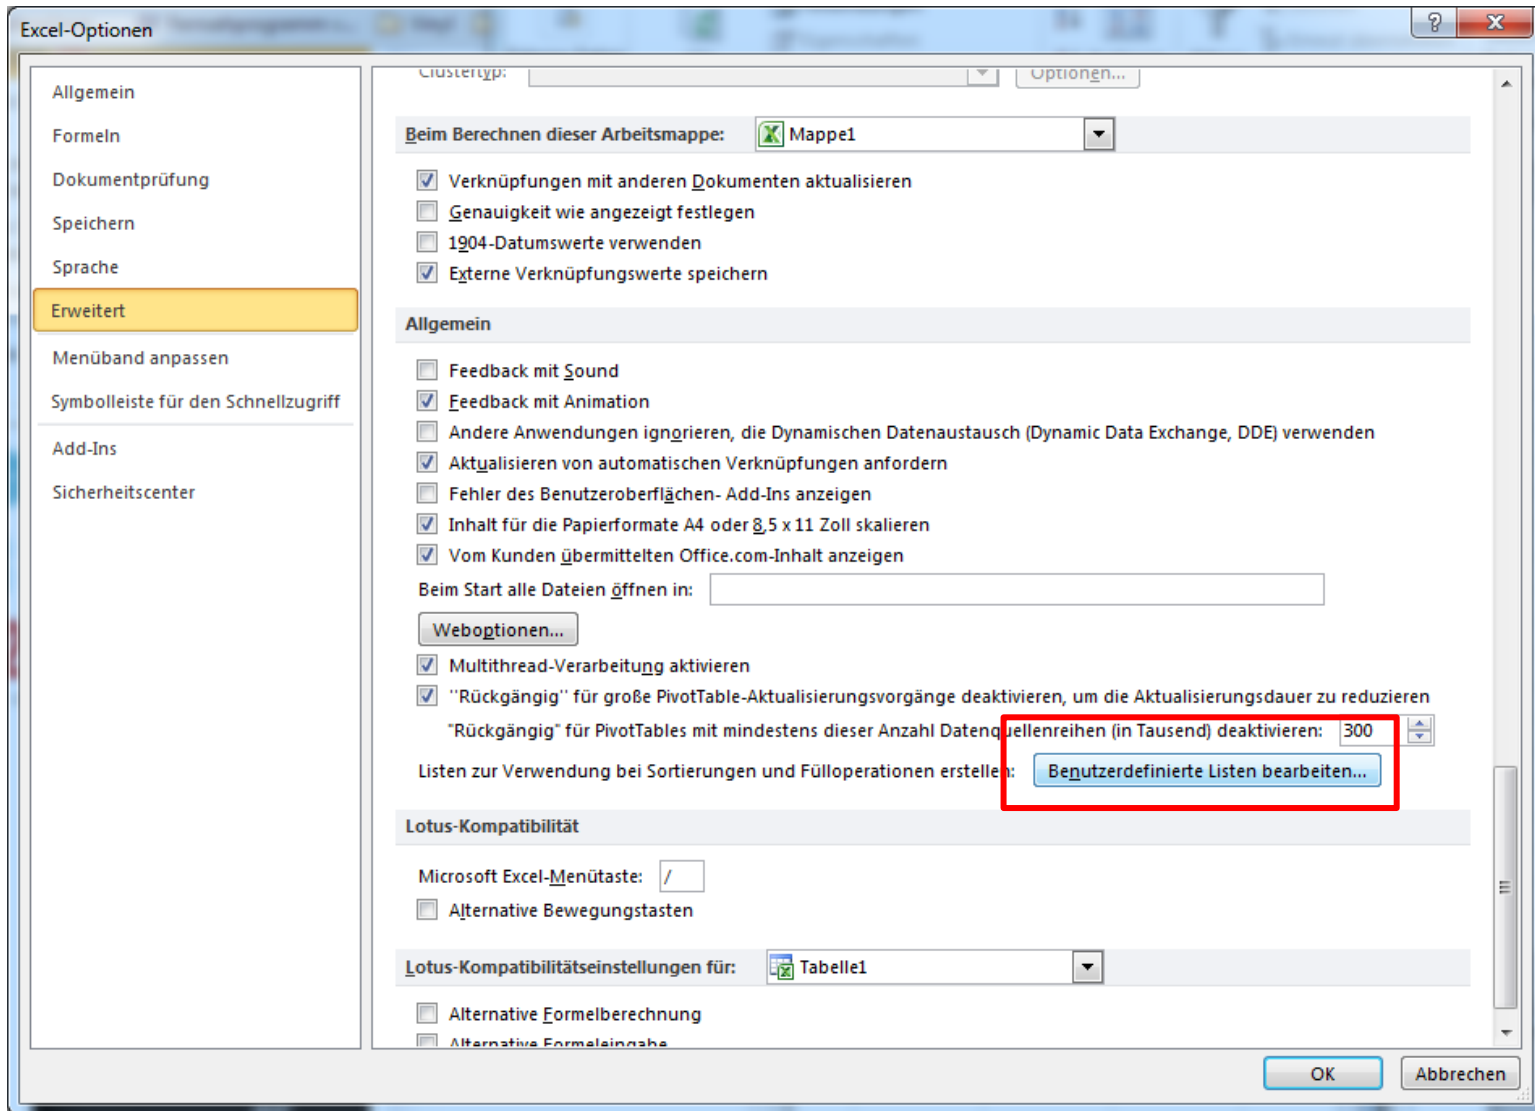 Excel-Optionen
Allgemein
Formeln
Dokumentprüfung
Speichern
Sprache
Erweitert
Menüband anpassen
Symbolleiste für den Schnellzugriff
Add-Ins
Sicherheitscenter
Clustertyp:
Optionen...
Beim Berechnen dieser Arbeitsmappe: Mappe1
Verknüpfungen mit anderen Dokumenten aktualisieren
Genauigkeit wie angezeigt festlegen
1904-Datumswerte verwenden
Externe Verknüpfungswerte speichern
Allgemein
Feedback mit Sound
Feedback mit Animation
Andere Anwendungen ignorieren, die Dynamischen Datenaustausch (Dynamic Data Exchange, DDE) verwenden
Aktualisieren von automatischen Verknüpfungen anfordern
Fehler des Benutzeroberflächen- Add-Ins anzeigen
Inhalt für die Papierformate A4 oder 8,5 x 11 Zoll skalieren
Vom Kunden übermittelten Office.com-Inhalt anzeigen
Beim Start alle Dateien öffnen in:
Weboptionen...
Multithread-Verarbeitung aktivieren
''Rückgängig'' für große PivotTable-Aktualisierungsvorgänge deaktivieren, um die Aktualisierungsdauer zu reduzieren
"Rückgängig" für PivotTables mit mindestens dieser Anzahl Datenquellenreihen (in Tausend) deaktivieren: 300
Listen zur Verwendung bei Sortierungen und Fülloperationen erstellen: Benutzerdefinierte Listen bearbeiten...
Lotus-Kompatibilität
Microsoft Excel-Menütaste: /
Alternative Bewegungstasten
Lotus-Kompatibilitätseinstellungen für: Tabelle1
Alternative Formelberechnung
Alternative Formeleingabe
OK
Abbrechen